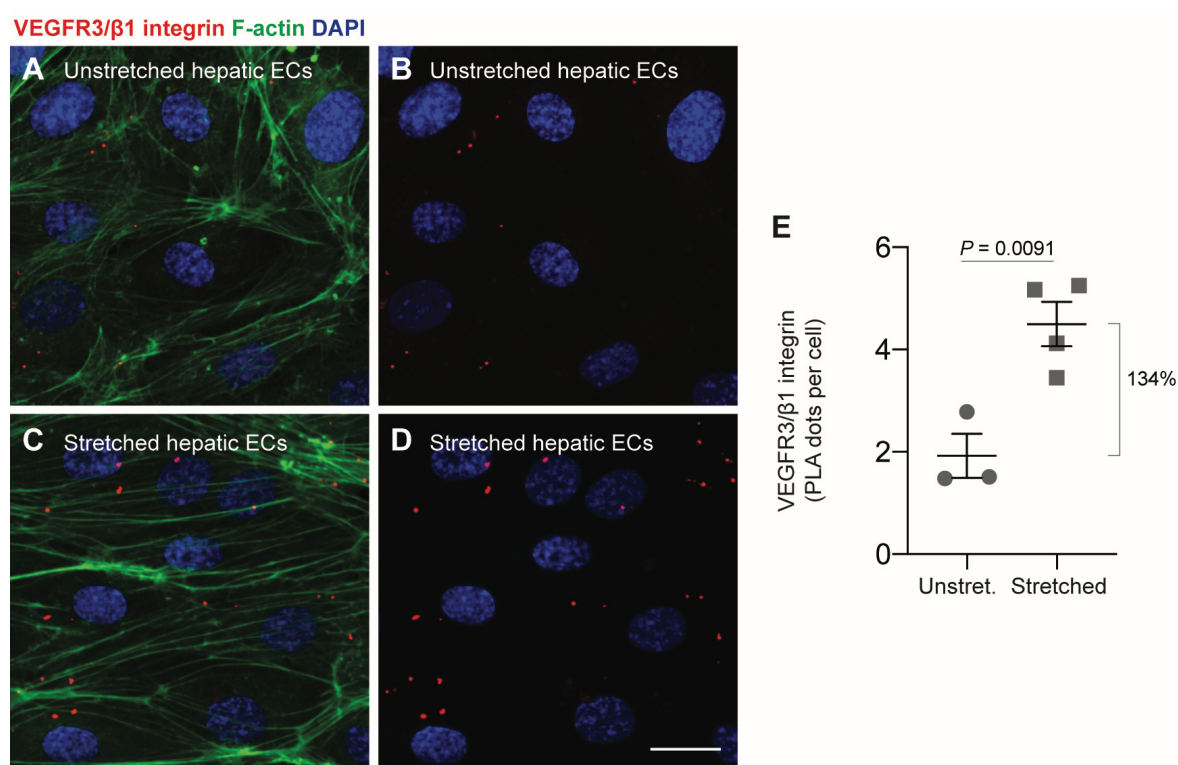 VEGFR3/β1 integrin F-actin DAPI
A Unstretched hepatic ECs
B Unstretched hepatic ECs
C Stretched hepatic ECs
D Stretched hepatic ECs
E
P = 0.0091
6
4
2
0
134%
VEGFR3/β1 integrin
(PLA dots per cell)
Unstret. Stretched